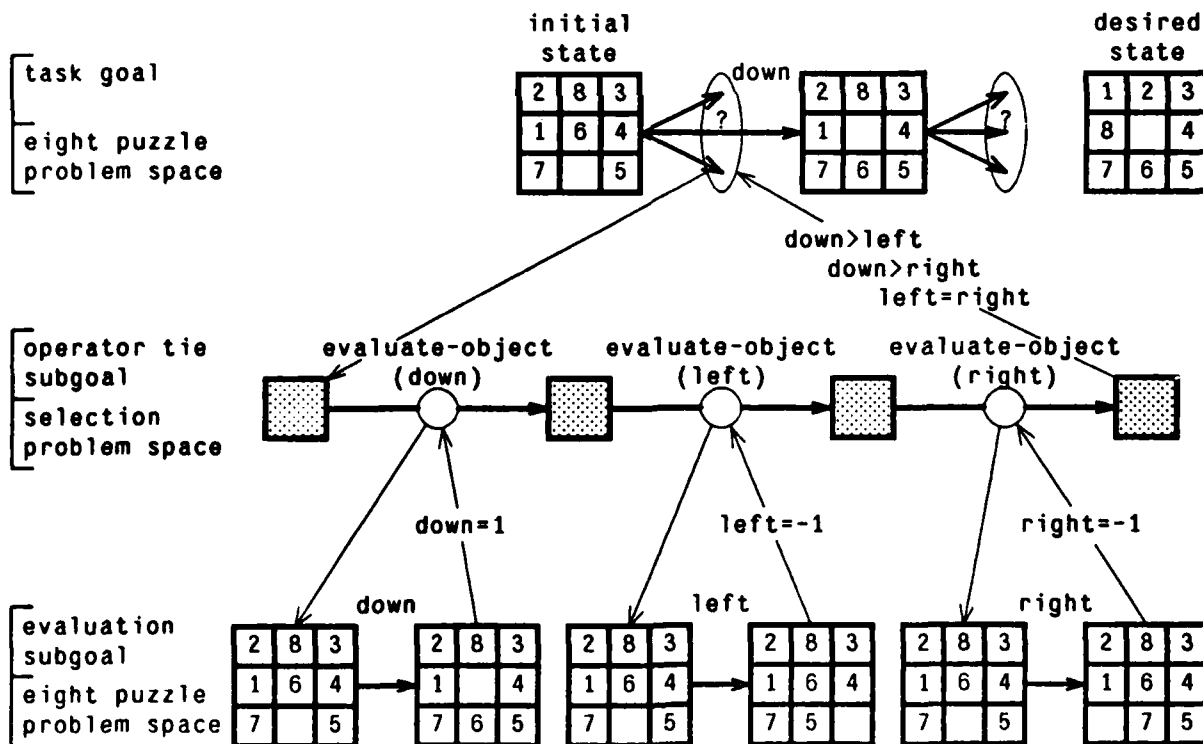 initial
state
desired
state
task goal
eight puzzle
problem space
down
2 8 3
1 6 4
7 5
?
2 8 3
1 4
7 6 5
?
1 2 3
8 4
7 6 5
down>left
down>right
left=right
operator tie
subgoal
selection
problem space
evaluate-object
(down)
evaluate-object
(left)
evaluate-object
(right)
down=1
left=-1
right=-1
evaluation
subgoal
eight puzzle
problem space
down
2 8 3
1 6 4
7 5
2 8 3
1 4
7 6 5
left
2 8 3
1 6 4
7 5
2 8 3
1 6 4
7 5
right
2 8 3
1 6 4
7 5
2 8 3
1 6 4
7 5